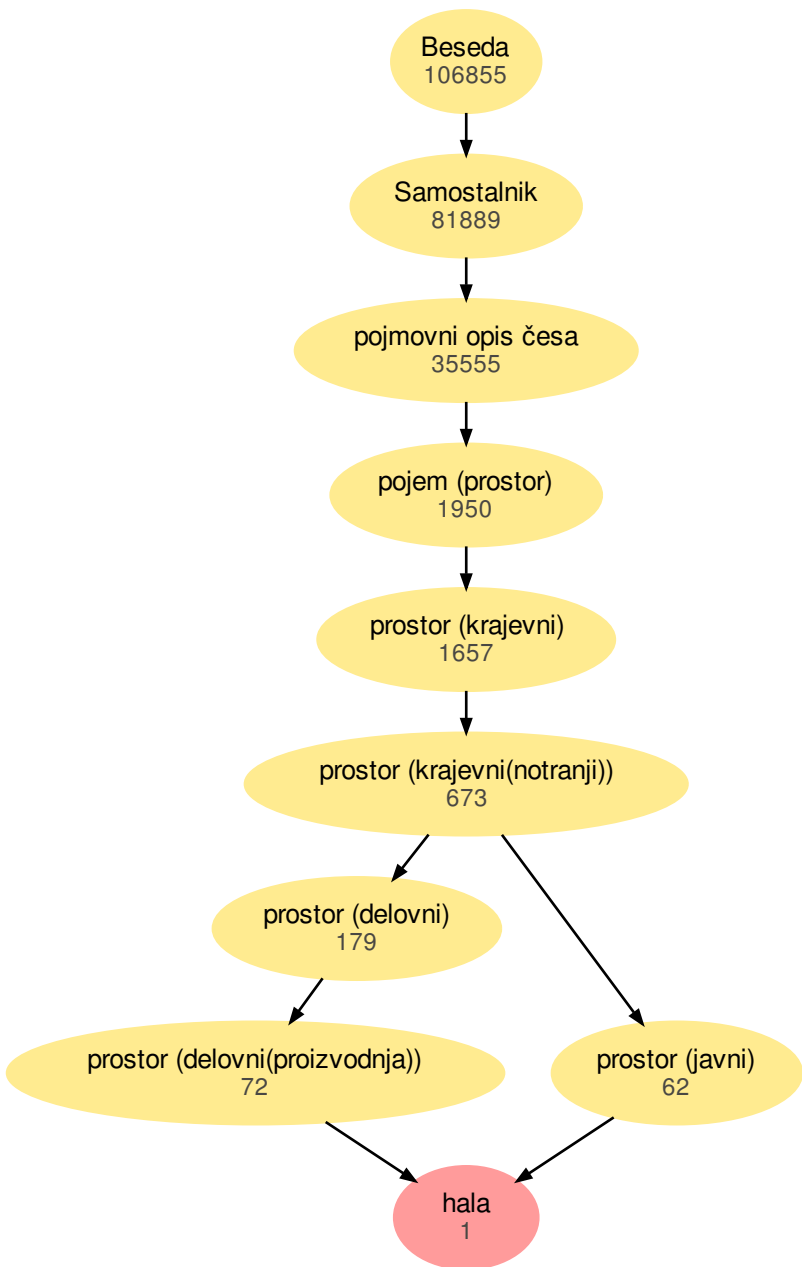 Beseda
106855
Samostalnik
81889
pojmovni opis česa
35555
pojem (prostor)
1950
prostor (krajevni)
1657
prostor (krajevni(notranji))
673
prostor (delovni)
179
prostor (delovni(proizvodnja))
72
prostor (javni)
62
hala
1